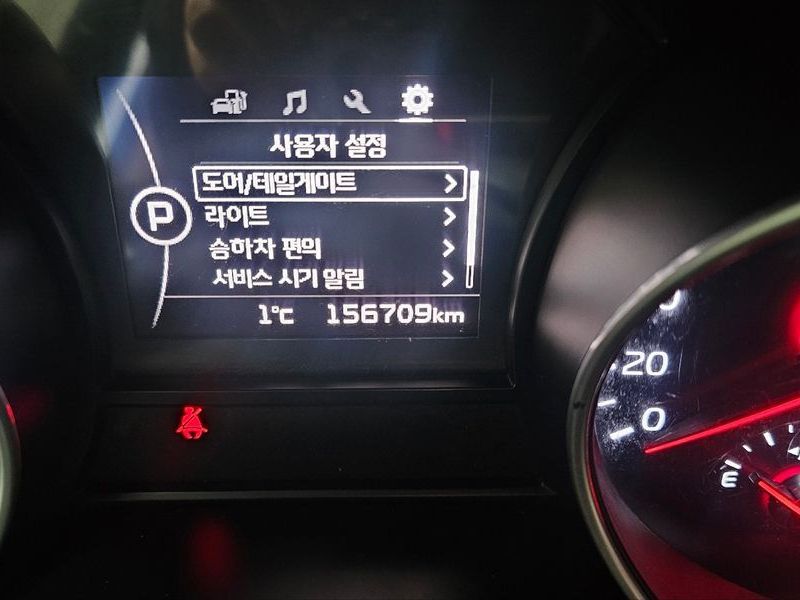 사용자 설정
도어/테일게이트
P
라이트
승하차 편의
서비스 시기 알림
1℃ 156709km
20
0
E